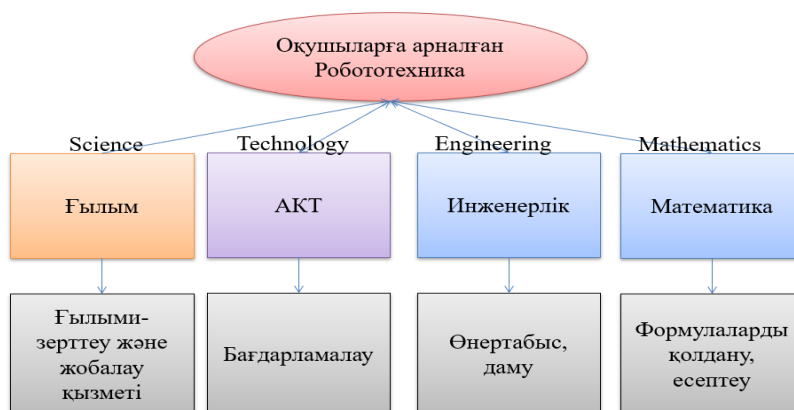 Оқушыларға арналған
Робототехника
Science
Technology
Engineering
Mathematics
Ғылым
АКТ
Инженерлік
Математика
Ғылыми-
зерттеу және
жобалау
қызметі
Бағдарламалау
Өнертабыс,
даму
Формулаларды
қолдану,
есептеу